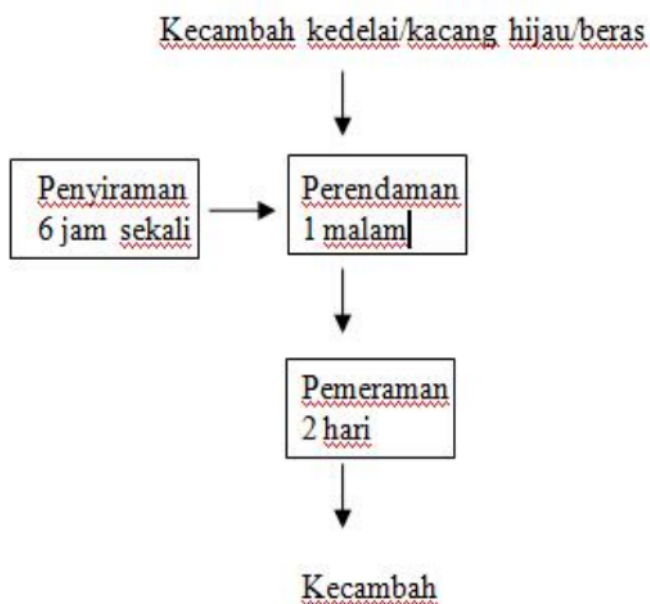 Kecambah kedelai/kacang hijau/beras
Penyiraman
6 jam sekali
Perendaman
1 malam
Pemeraman
2 hari
Kecambah